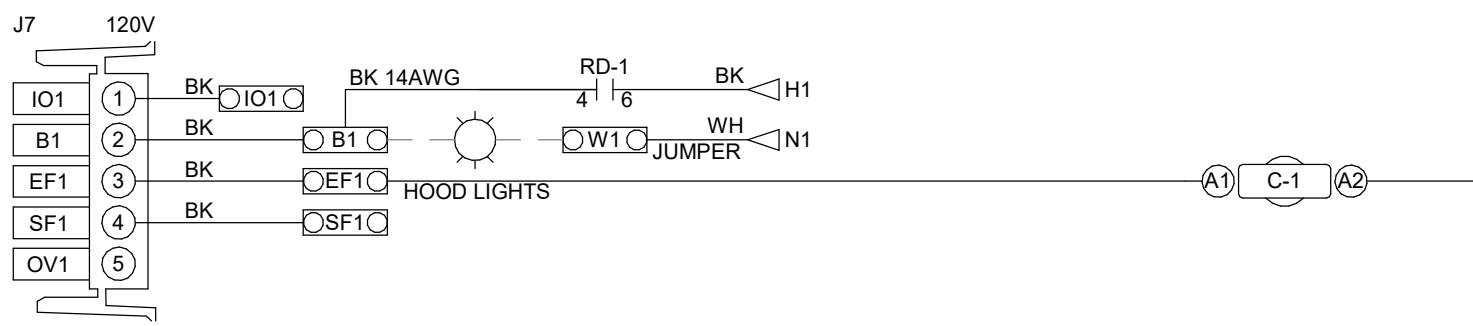 J7 120V
BK 14AWG RD-1 BK
IO1 1 BK IO1 4 6 H1
B1 2 BK B1 W1 WH N1
JUMPER
EF1 3 BK EF1 A1 C-1 A2
HOOD LIGHTS
SF1 4 BK SF1
OV1 5